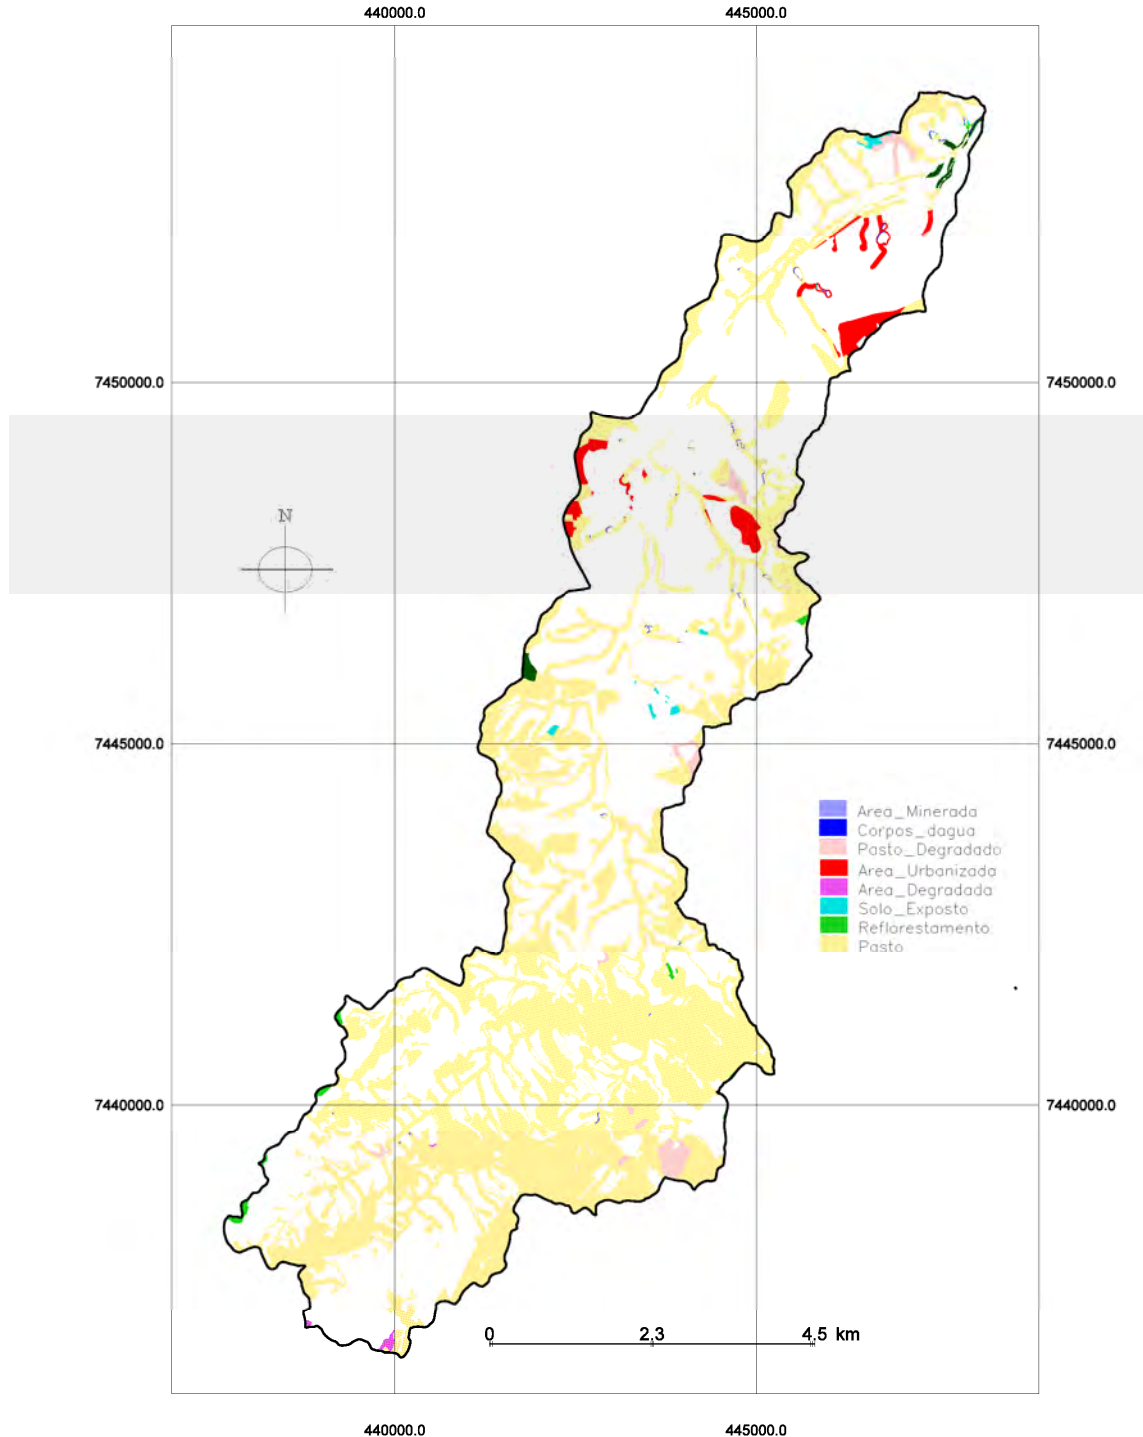 440000.0 445000.0
7450000.0 7450000.0
N
7445000.0 7445000.0
Area_Minerada
Corpos_dagua
Pasto_Degradado
Area_Urbanizada
Area_Degradada
Solo_Exposto
Reflorestamento
Pasto
7440000.0 7440000.0
0 2.3 4.5 km
440000.0 445000.0